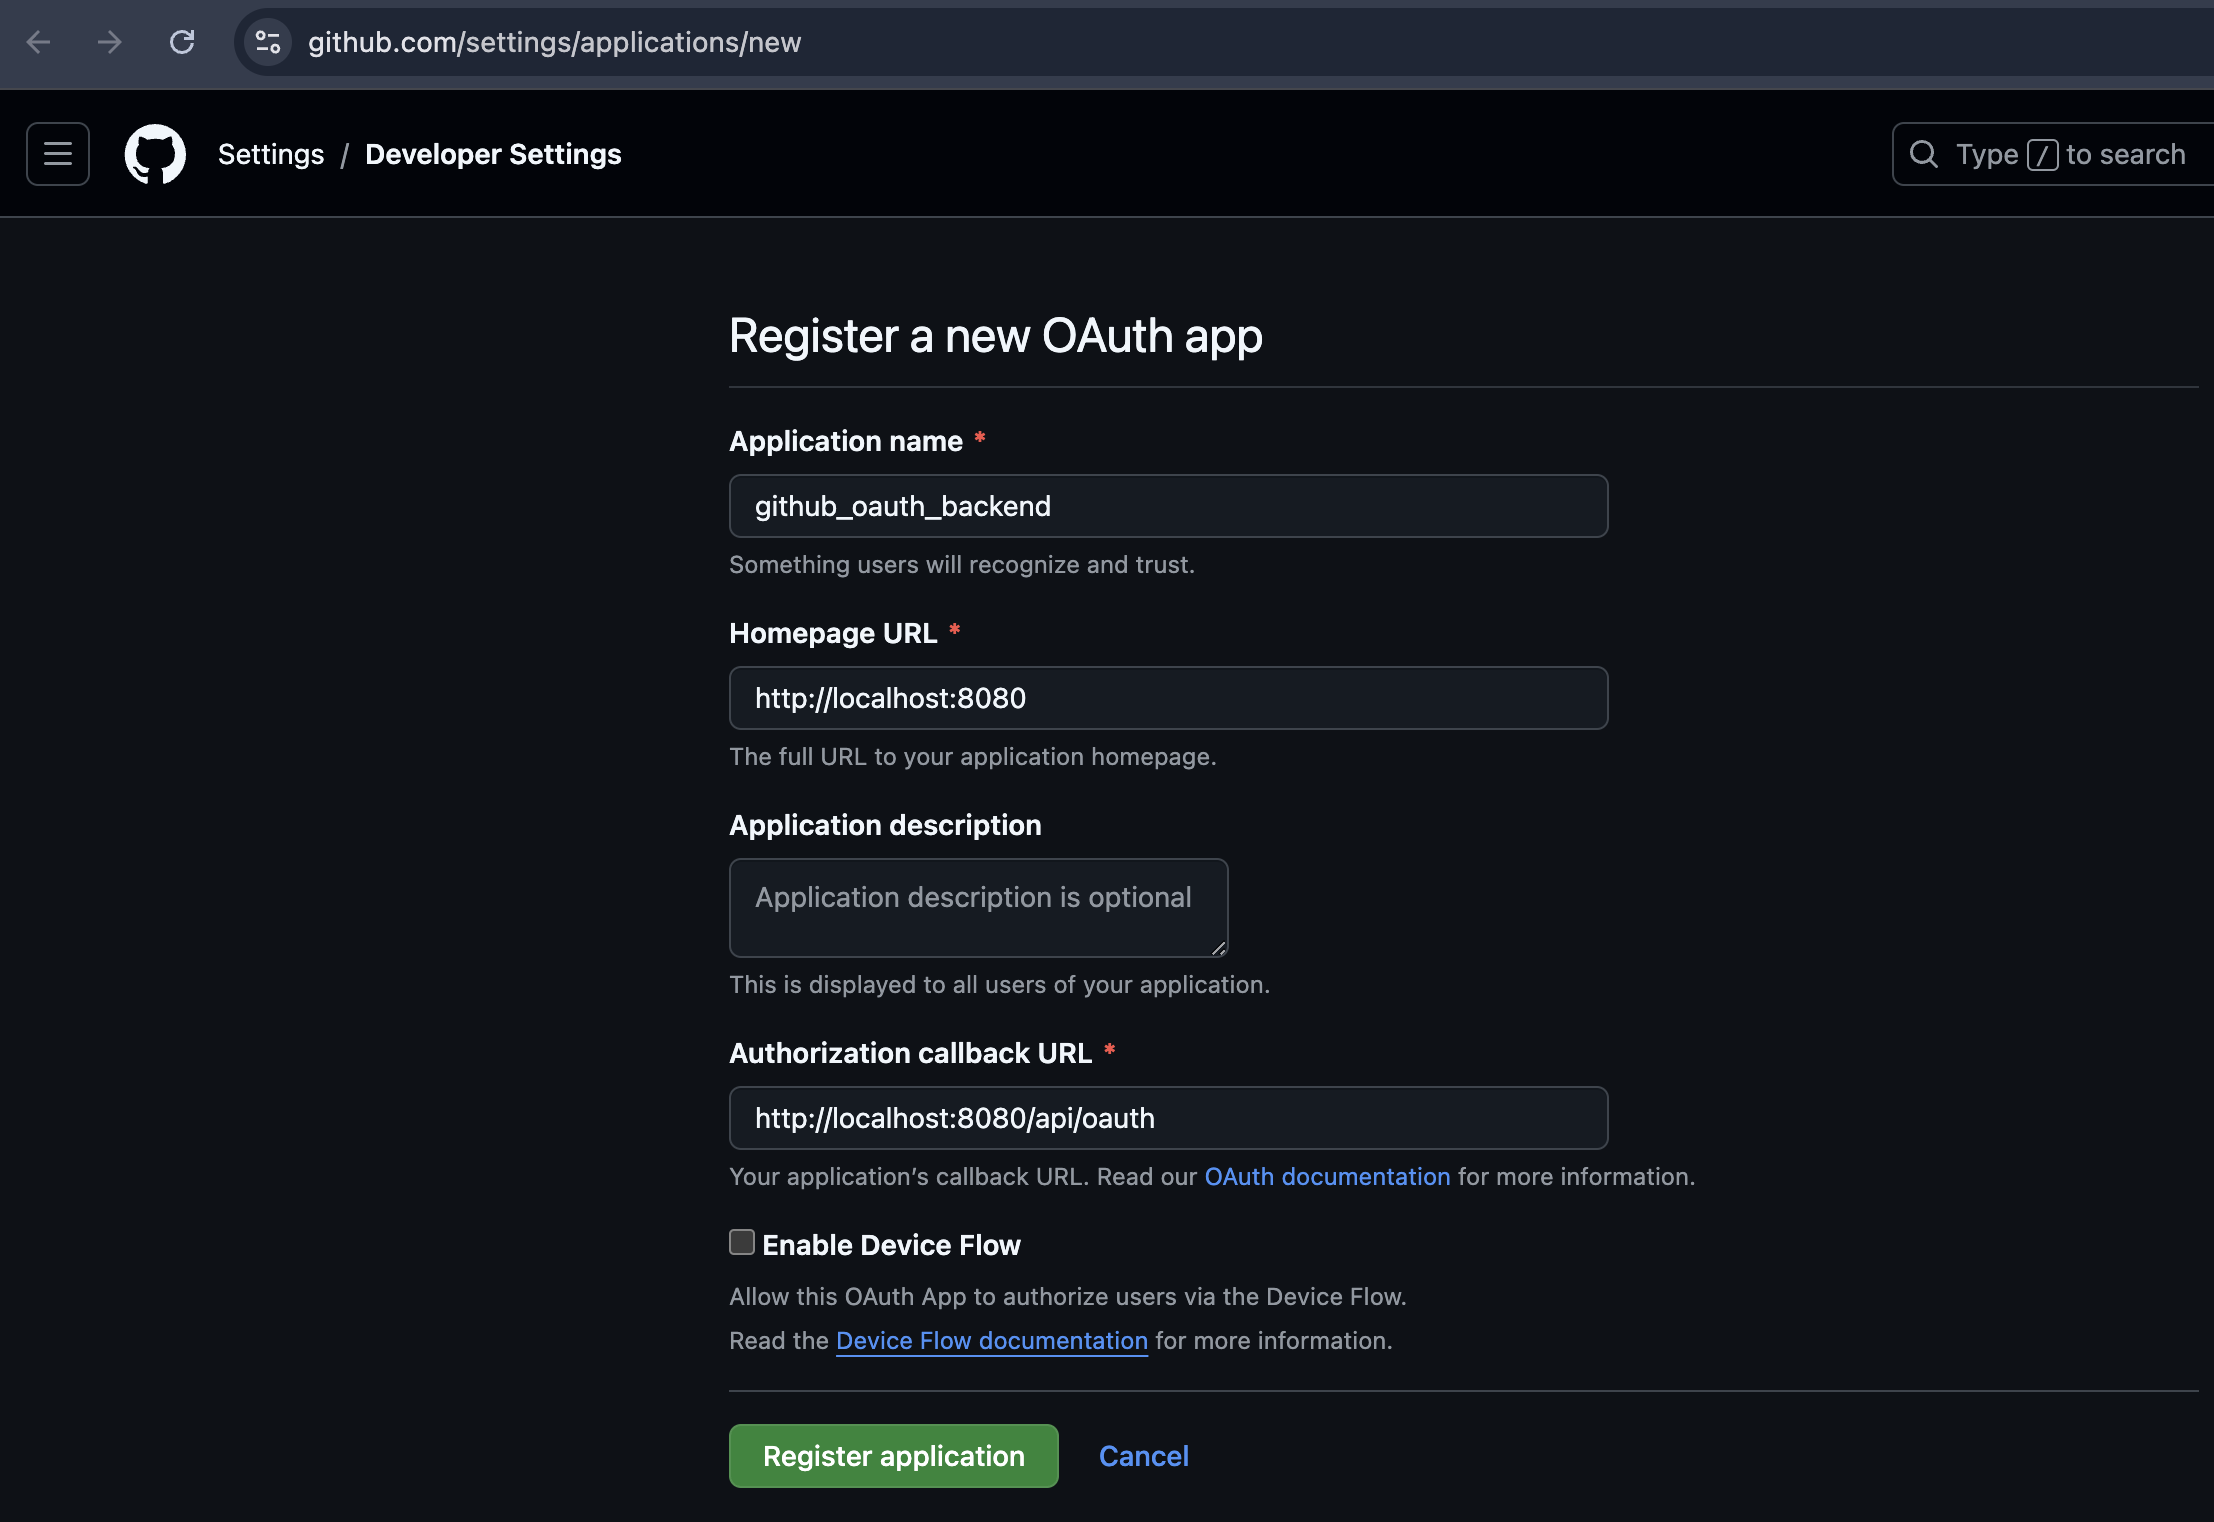 github.com/settings/applications/new
Settings / Developer Settings
Type / to search
Register a new OAuth app
Application name *
github_oauth_backend
Something users will recognize and trust.
Homepage URL *
http://localhost:8080
The full URL to your application homepage.
Application description
Application description is optional
This is displayed to all users of your application.
Authorization callback URL *
http://localhost:8080/api/oauth
Your application’s callback URL. Read our OAuth documentation for more information.
Enable Device Flow
Allow this OAuth App to authorize users via the Device Flow.
Read the Device Flow documentation for more information.
Register application Cancel